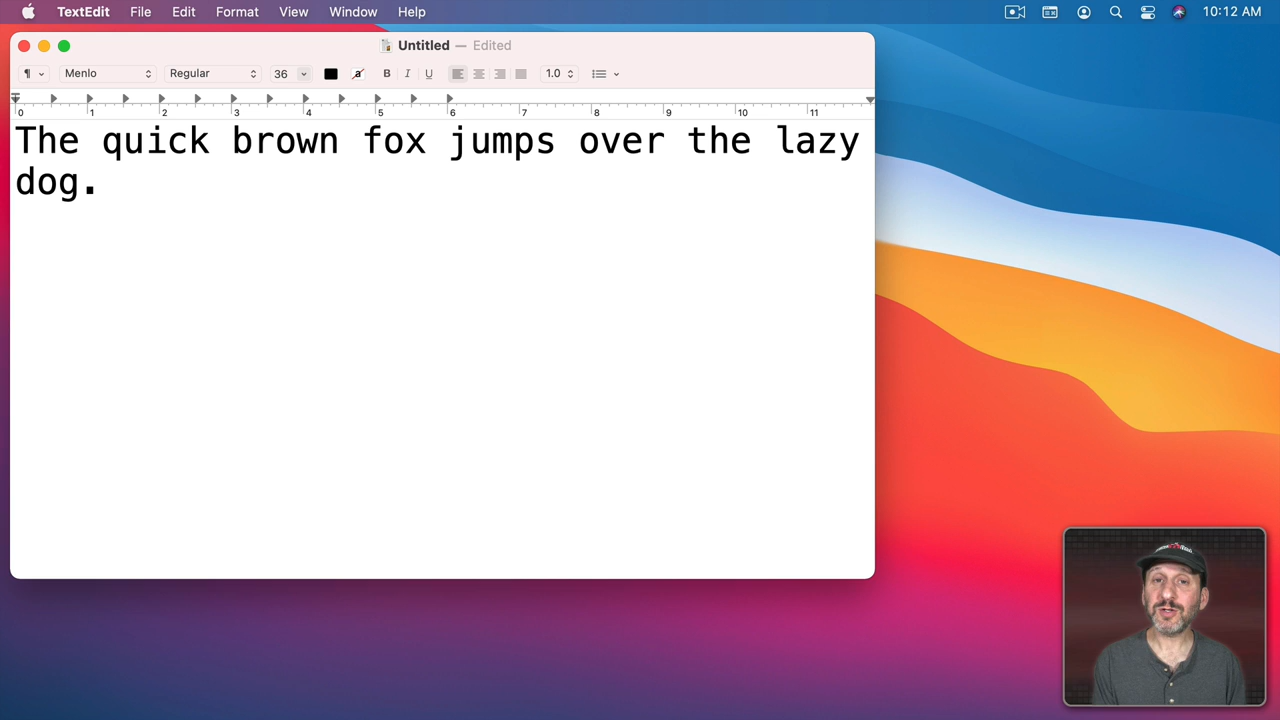 TextEdit File Edit Format View Window Help 10:12 AM
Untitled — Edited
¶ Menlo Regular 36 a B I U 1.0
0 1 2 3 4 5 6 7 8 9 10 11
The quick brown fox jumps over the lazy
dog.